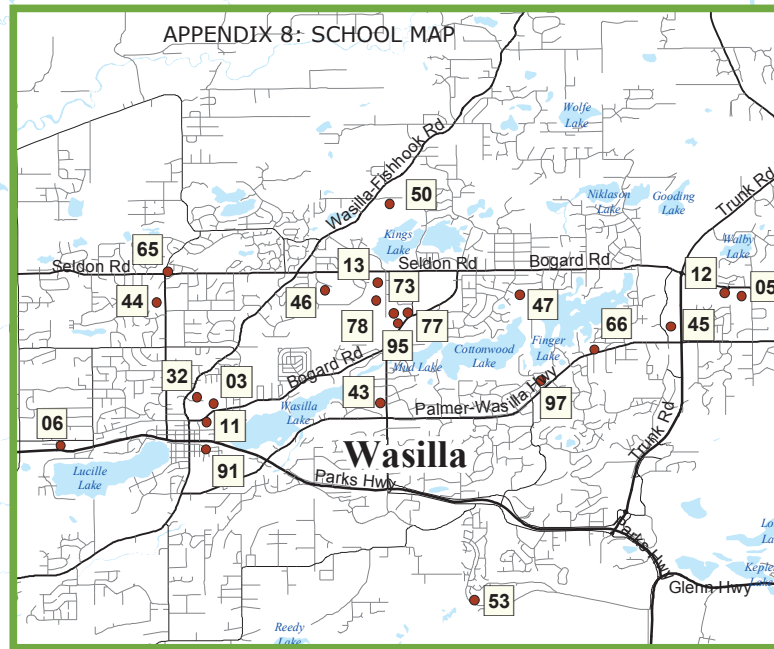 APPENDIX 8: SCHOOL MAP
Wolfe
Lake
Wasilla-Fishhook Rd
50
Niklason
Lake
Gooding
Lake
Trunk Rd
Kings
Lake
Walby
Lake
65
Seldon Rd
13
Seldon Rd
Bogard Rd
12
05
44
46
73
47
78
77
66
45
95
Cottonwood
Lake
Finger
Lake
Mud Lake
Bogard Rd
32
03
43
97
Wasilla
Lake
Palmer-Wasilla Hwy
06
11
Trunk Rd
Wasilla
91
Lucille
Lake
Parks Hwy
Parks Hwy
Glenn Hwy
53
Reedy
Lake